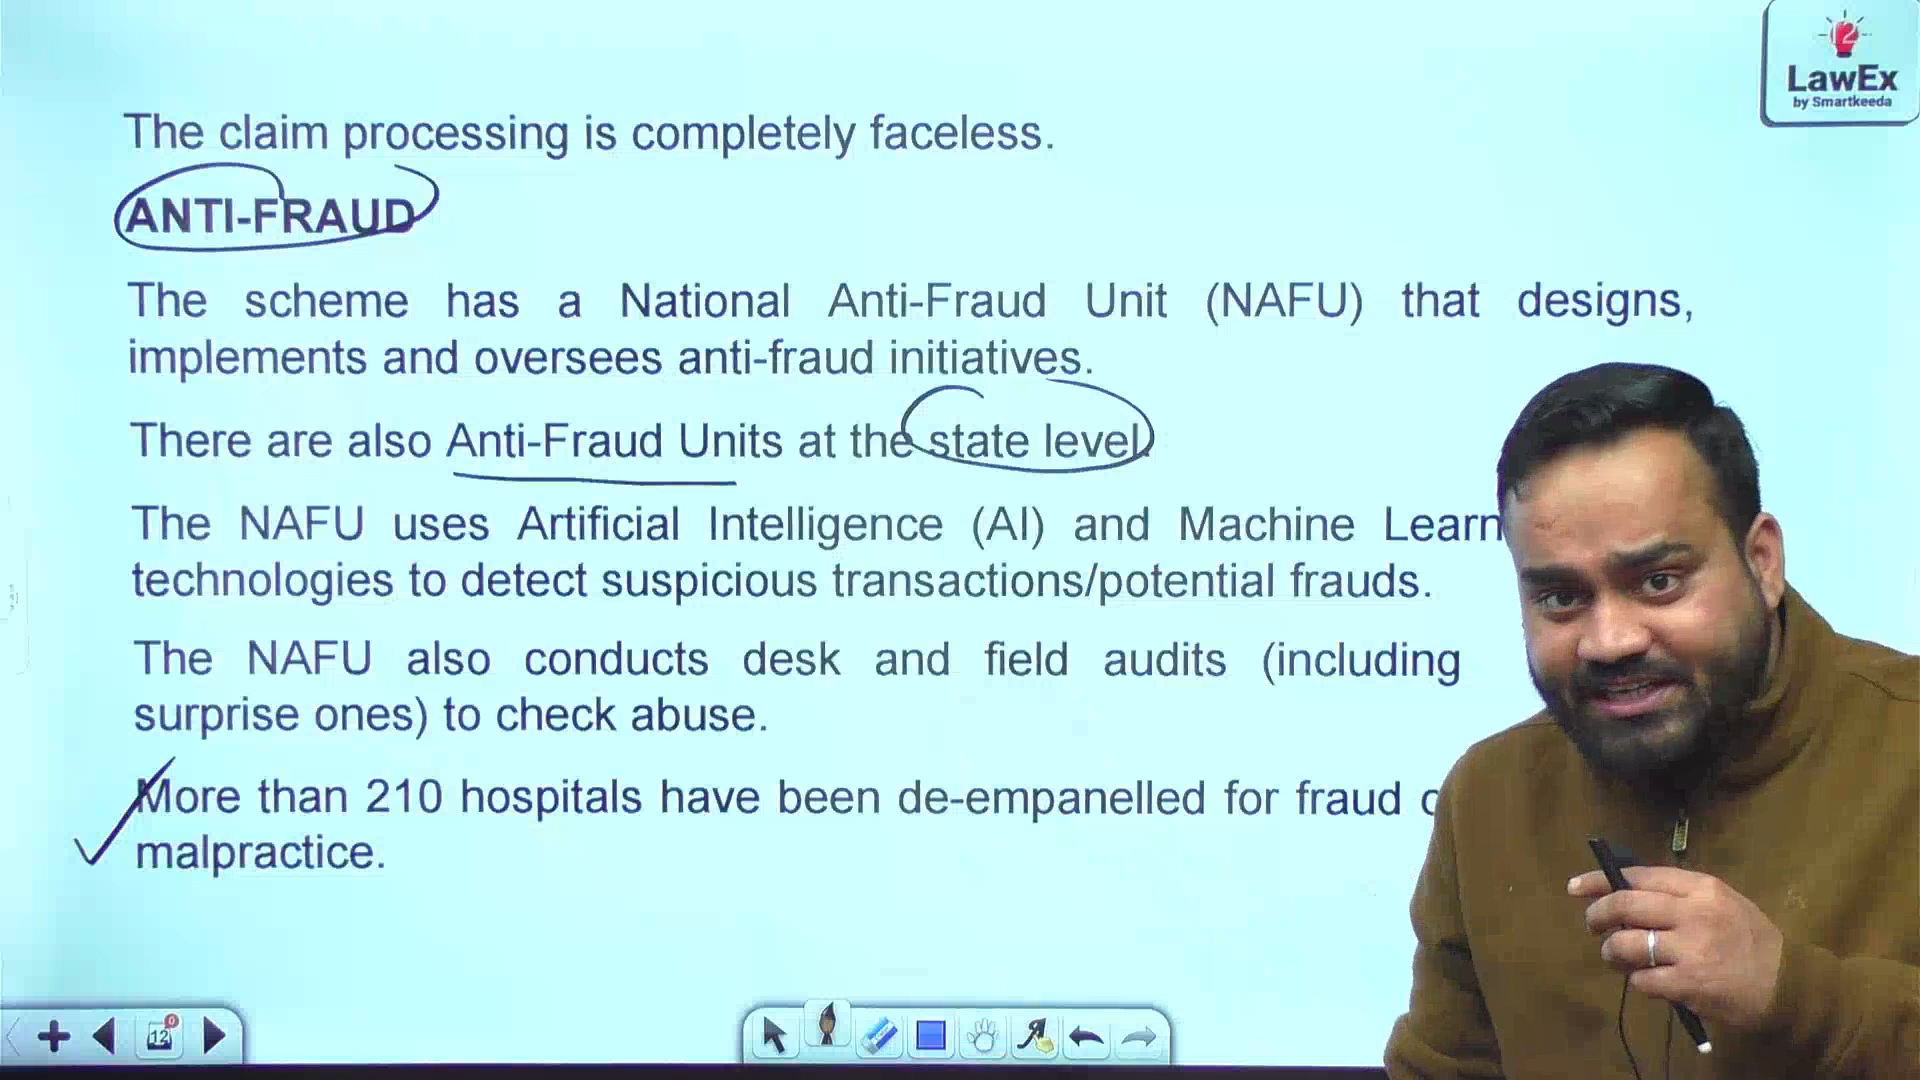 LawEx
by Smartkeeda
The claim processing is completely faceless.
ANTI-FRAUD
The scheme has a National Anti-Fraud Unit (NAFU) that designs,
implements and oversees anti-fraud initiatives.
There are also Anti-Fraud Units at the state level.
The NAFU uses Artificial Intelligence (AI) and Machine Learn
technologies to detect suspicious transactions/potential frauds.
The NAFU also conducts desk and field audits (including
surprise ones) to check abuse.
More than 210 hospitals have been de-empanelled for fraud
malpractice.
12
0